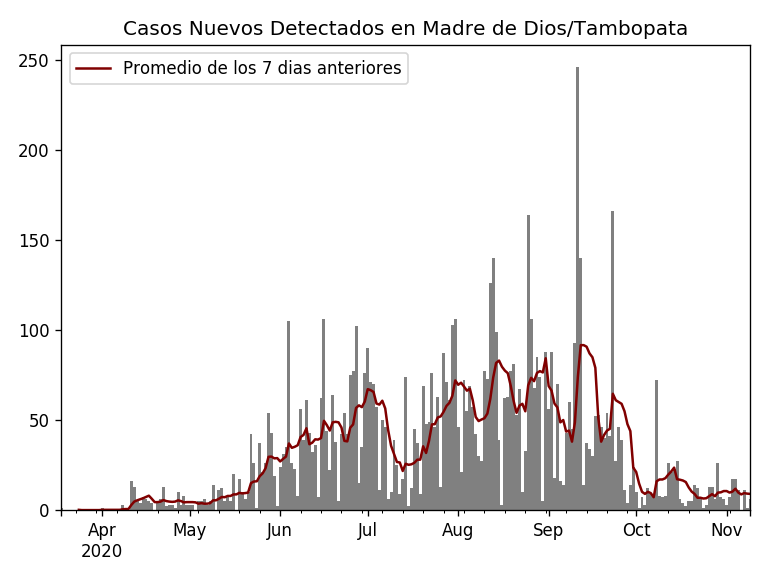 Casos Nuevos Detectados en Madre de Dios/Tambopata
Promedio de los 7 dias anteriores
250
200
150
100
50
0
Apr May Jun Jul Aug Sep Oct Nov
2020